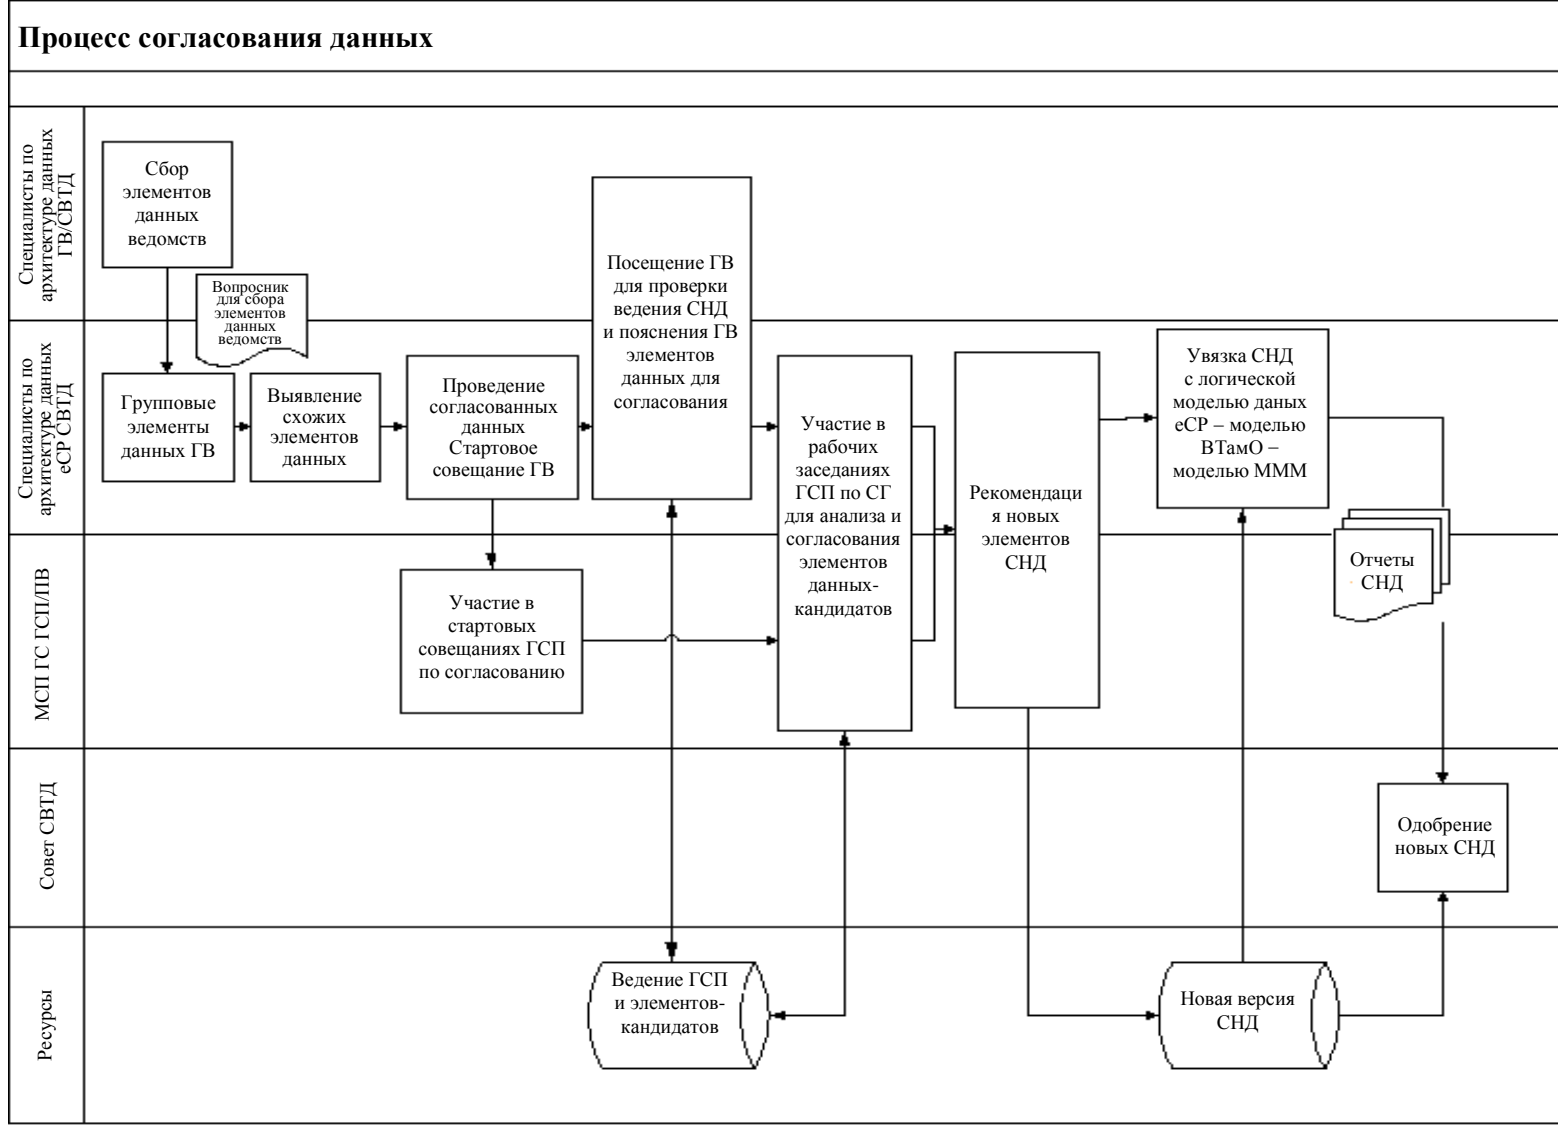 Процесс согласования данных
Специалисты по
архитектуре данных
ГВ/СВТД
Сбор
элементов
данных
ведомств
Вопросник
для сбора
элементов
данных
ведомств
Посещение ГВ
для проверки
ведения СНД
и пояснения ГВ
элементов
данных для
согласования
Специалисты по
архитектуре данных
еСР СВТД
Групповые
элементы
данных ГВ
Выявление
схожих
элементов
данных
Проведение
согласованных
данных
Стартовое
совещание ГВ
Участие в
рабочих
заседаниях
ГСП по СГ
для анализа и
согласования
элементов
данных-
кандидатов
Рекомендаци
я новых
элементов
СНД
Увязка СНД
с логической
моделью даных
еСР – моделью
ВТамО –
моделью МММ
Отчеты
СНД
МСП ГС ГСП/ПВ
Участие в
стартовых
совещаниях ГСП
по согласованию
Совет СВТД
Одобрение
новых СНД
Ресурсы
Ведение ГСП
и элементов-
кандидатов
Новая версия
СНД